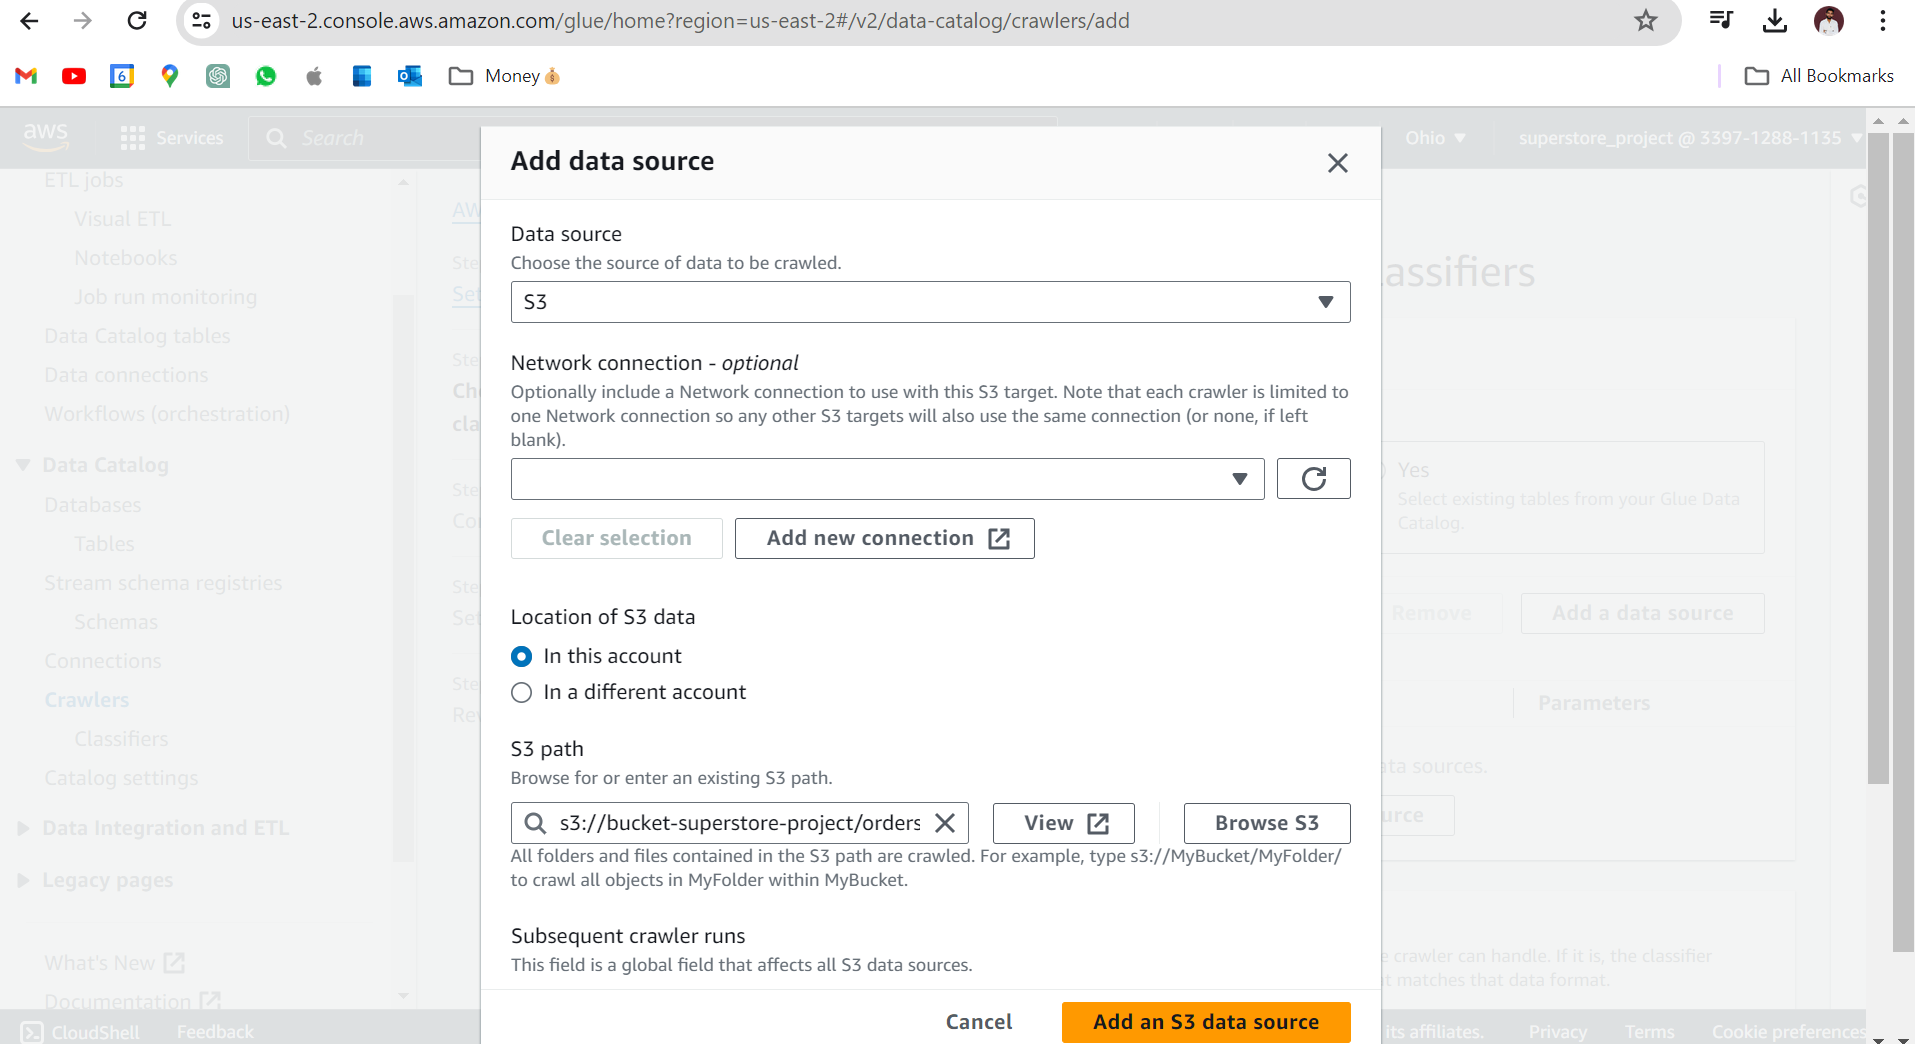 us-east-2.console.aws.amazon.com/glue/home?region=us-east-2#/v2/data-catalog/crawlers/add
6
Money
All Bookmarks
aws
Services
Search
Ohio
superstore_project @ 3397-1288-1135
ETL jobs
Visual ETL
Notebooks
Job run monitoring
Data Catalog tables
Data connections
Workflows (orchestration)
Data Catalog
Databases
Tables
Stream schema registries
Schemas
Connections
Crawlers
Classifiers
Catalog settings
Data Integration and ETL
Legacy pages
What's New
Documentation
CloudShell
Feedback
Add data source
Data source
Choose the source of data to be crawled.
S3
Network connection - optional
Optionally include a Network connection to use with this S3 target. Note that each crawler is limited to
one Network connection so any other S3 targets will also use the same connection (or none, if left
blank).
Clear selection
Add new connection
Location of S3 data
In this account
In a different account
S3 path
Browse for or enter an existing S3 path.
s3://bucket-superstore-project/orders
View
Browse S3
All folders and files contained in the S3 path are crawled. For example, type s3://MyBucket/MyFolder/
to crawl all objects in MyFolder within MyBucket.
Subsequent crawler runs
This field is a global field that affects all S3 data sources.
Cancel
Add an S3 data source
assifiers
Yes
Select existing tables from your Glue Data
Catalog.
Remove
Add a data source
Parameters
ata sources.
urce
e crawler can handle. If it is, the classifier
t matches that data format.
its affiliates.
Privacy
Terms
Cookie preferences